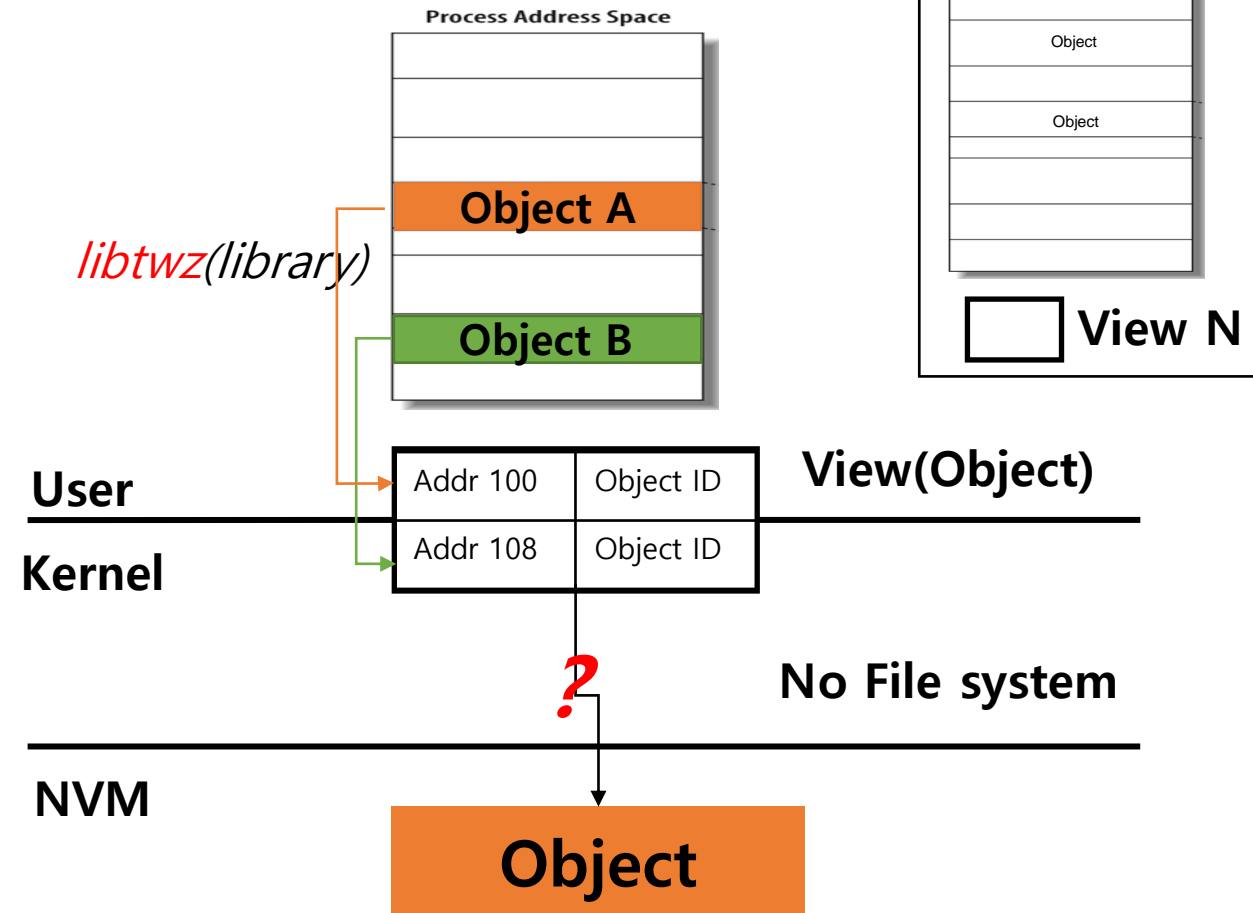 Process Address Space
Object
Object
Object A
libtwz(library)
Object B
View N
User
Addr 100
Object ID
View(Object)
Kernel
Addr 108
Object ID
?
No File system
NVM
Object